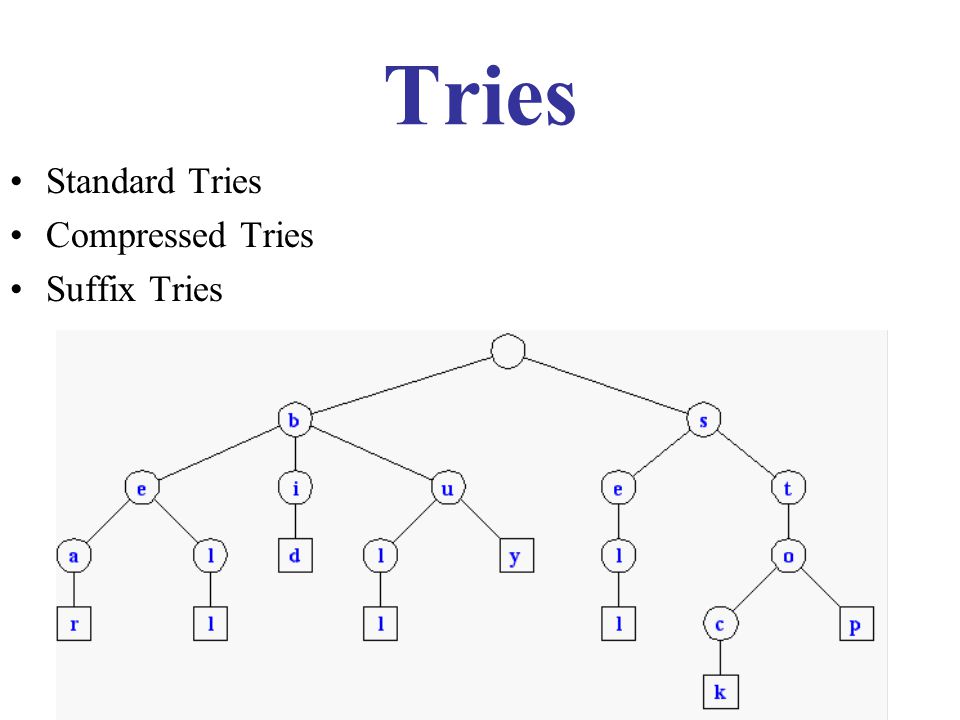 Tries
• Standard Tries
• Compressed Tries
• Suffix Tries
b s
e i u e t
a l d l y l o
r l l l c p
k